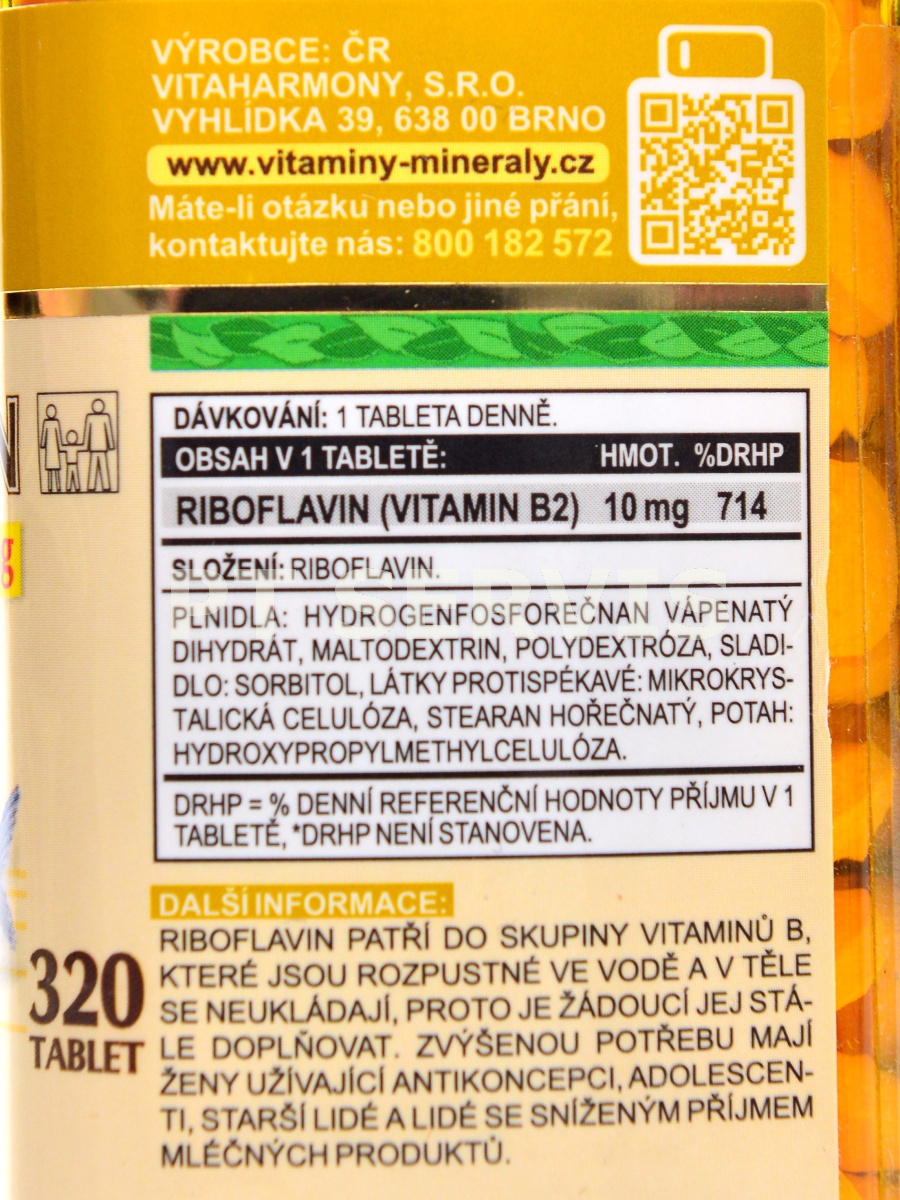 VÝROBCE: ČR
VITAHARMONY, S.R.O.
VYHLÍDKA 39, 638 00 BRNO
www.vitaminy-mineraly.cz
Máte-li otázku nebo jiné přání,
kontaktujte nás: 800 182 572
DÁVKOVÁNÍ: 1 TABLETA DENNĚ.
OBSAH V 1 TABLETĚ: HMOT. %DRHP
RIBOFLAVIN (VITAMIN B2) 10 mg 714
SLOŽENÍ: RIBOFLAVIN.
PLNIDLA: HYDROGENFOSFOREČNAN VÁPENATÝ
DIHYDRÁT, MALTODEXTRIN, POLYDEXTRÓZA, SLADI-
DLO: SORBITOL, LÁTKY PROTISPÉKAVÉ: MIKROKRYS-
TALICKÁ CELULÓZA, STEARAN HOŘEČNATÝ, POTAH:
HYDROXYPROPYLMETHYLCELULÓZA.
DRHP = % DENNÍ REFERENČNÍ HODNOTY PŘÍJMU V 1
TABLETĚ, *DRHP NENÍ STANOVENA.
DALŠÍ INFORMACE:
RIBOFLAVIN PATŘÍ DO SKUPINY VITAMINŮ B,
KTERÉ JSOU ROZPUSTNÉ VE VODĚ A V TĚLE
SE NEUKLÁDAJÍ, PROTO JE ŽÁDOUCÍ JEJ STÁ-
LE DOPLŇOVAT. ZVÝŠENOU POTŘEBU MAJÍ
ŽENY UŽÍVAJÍCÍ ANTIKONCEPCI, ADOLESCEN-
TI, STARŠÍ LIDÉ A LIDÉ SE SNÍŽENÝM PŘÍJMEM
MLÉČNÝCH PRODUKTŮ.
320
TABLET